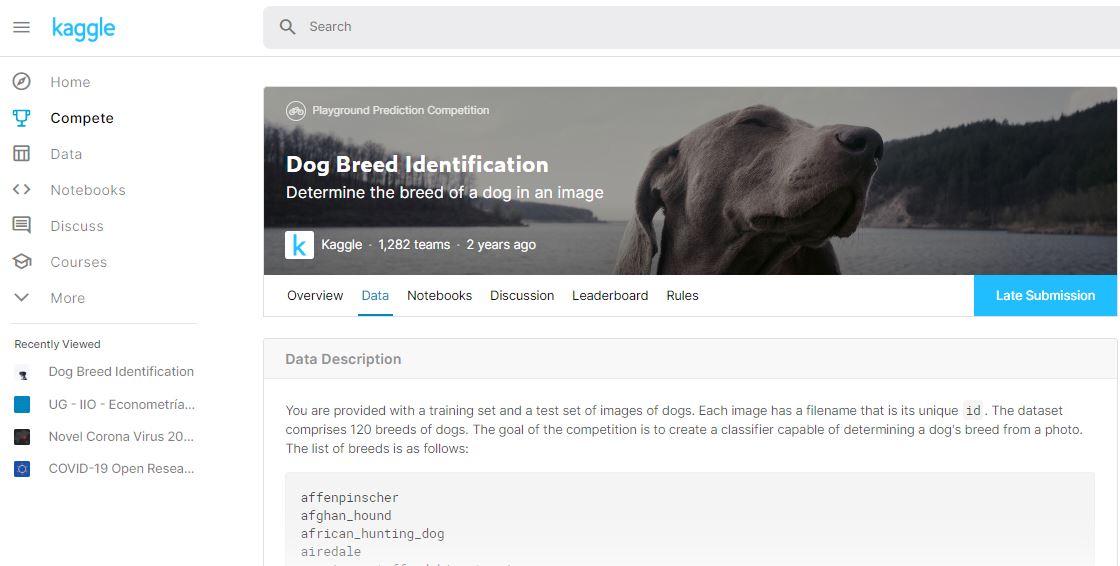 kaggle
Search
Home
Compete
Data
Notebooks
Discuss
Courses
More
Recently Viewed
Dog Breed Identification
UG - IIO - Econometría...
Novel Corona Virus 20...
COVID-19 Open Resea...
Playground Prediction Competition
Dog Breed Identification
Determine the breed of a dog in an image
k Kaggle · 1,282 teams · 2 years ago
Overview Data Notebooks Discussion Leaderboard Rules Late Submission
Data Description
You are provided with a training set and a test set of images of dogs. Each image has a filename that is its unique id . The dataset
comprises 120 breeds of dogs. The goal of the competition is to create a classifier capable of determining a dog's breed from a photo.
The list of breeds is as follows:
affenpinscher
afghan_hound
african_hunting_dog
airedale